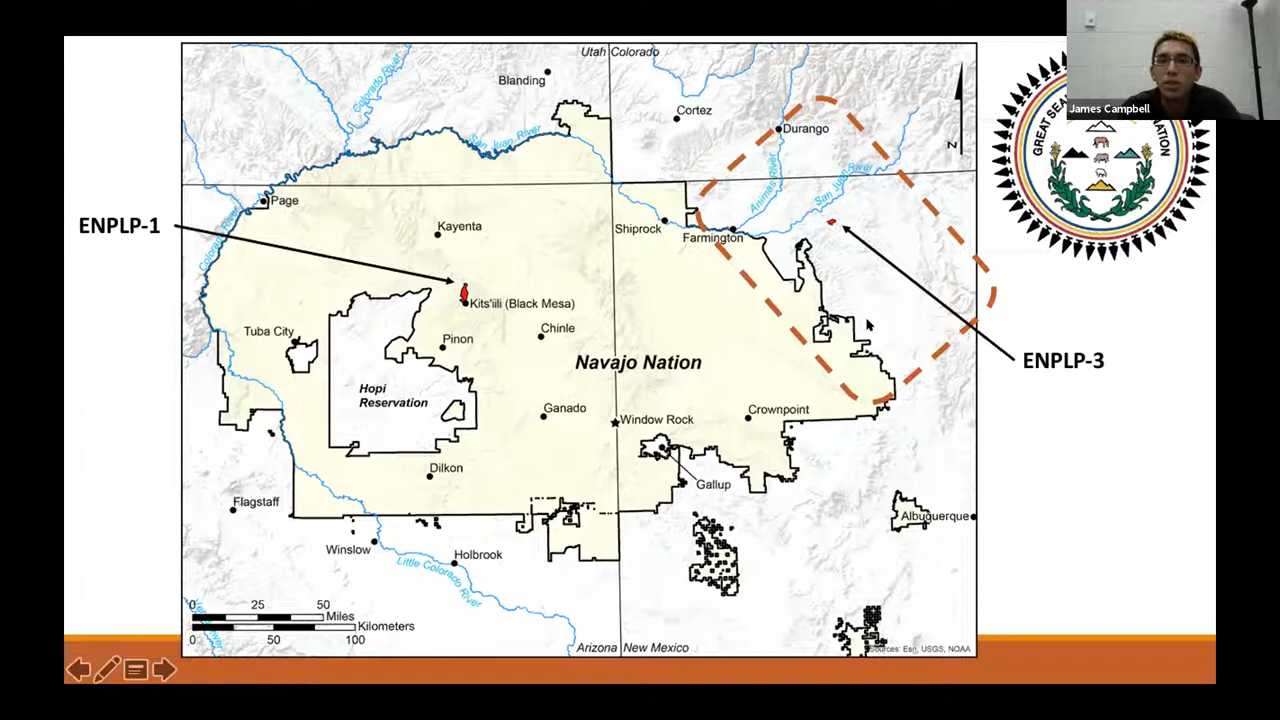 Utah Colorado
Blanding
Colorado River
Cortez
James Campbell
GREAT SEAL
NATION
Durango
San Juan River
Animas River
San Juan River
N
Page
ENPLP-1
Kayenta
Shiprock
Farmington
Colorado River
Kits'iili (Black Mesa)
Tuba City
Pinon
Chinle
Navajo Nation
ENPLP-3
Hopi
Reservation
Ganado
Window Rock
Crownpoint
Dilkon
Gallup
Flagstaff
Albuquerque
Winslow
Holbrook
Little Colorado River
0 25 50
Miles
Kilometers
0 50 100
River
Arizona New Mexico
Sources: Esri, USGS, NOAA